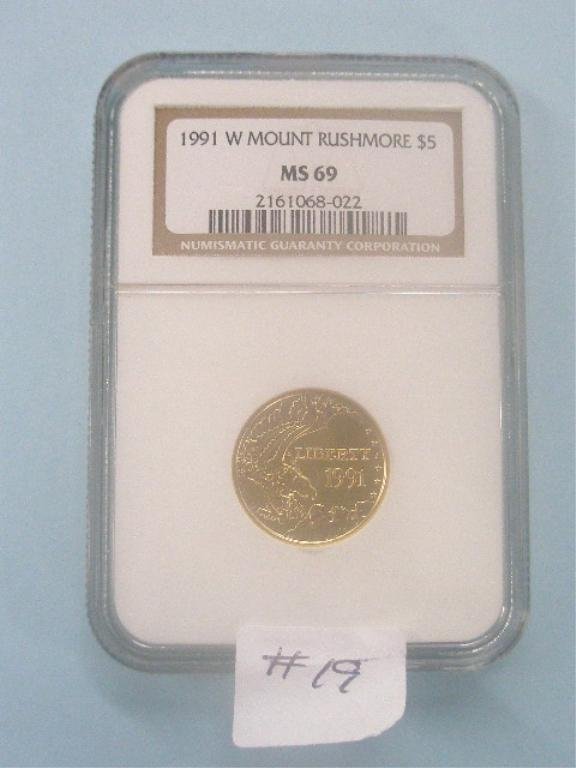 1991 W MOUNT RUSHMORE $5
MS 69
2161068-022
NUMISMATIC GUARANTY CORPORATION
LIBERTY
1991
#19